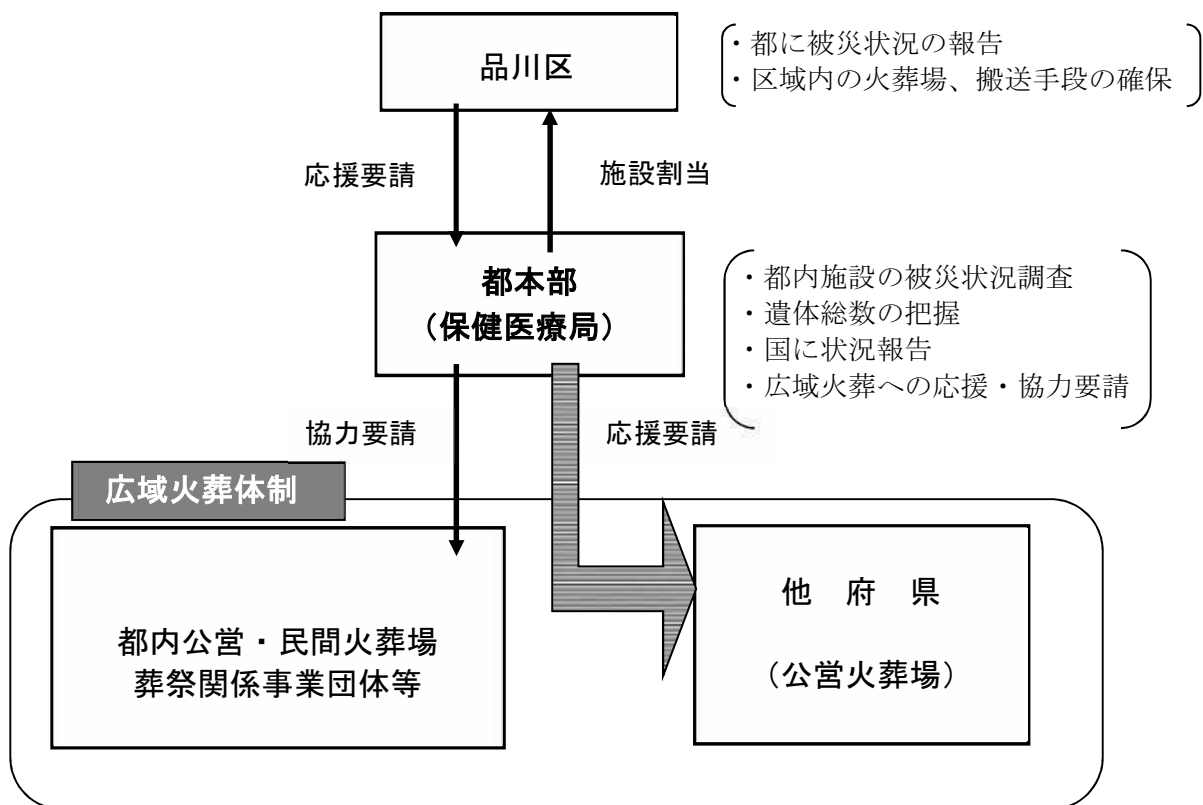 品川区
・都に被災状況の報告
・区域内の火葬場、搬送手段の確保
応援要請
施設割当
都本部
（保健医療局）
・都内施設の被災状況調査
・遺体総数の把握
・国に状況報告
・広域火葬への応援・協力要請
協力要請
応援要請
広域火葬体制
都内公営・民間火葬場
葬祭関係事業団体等
他　府　県
（公営火葬場）